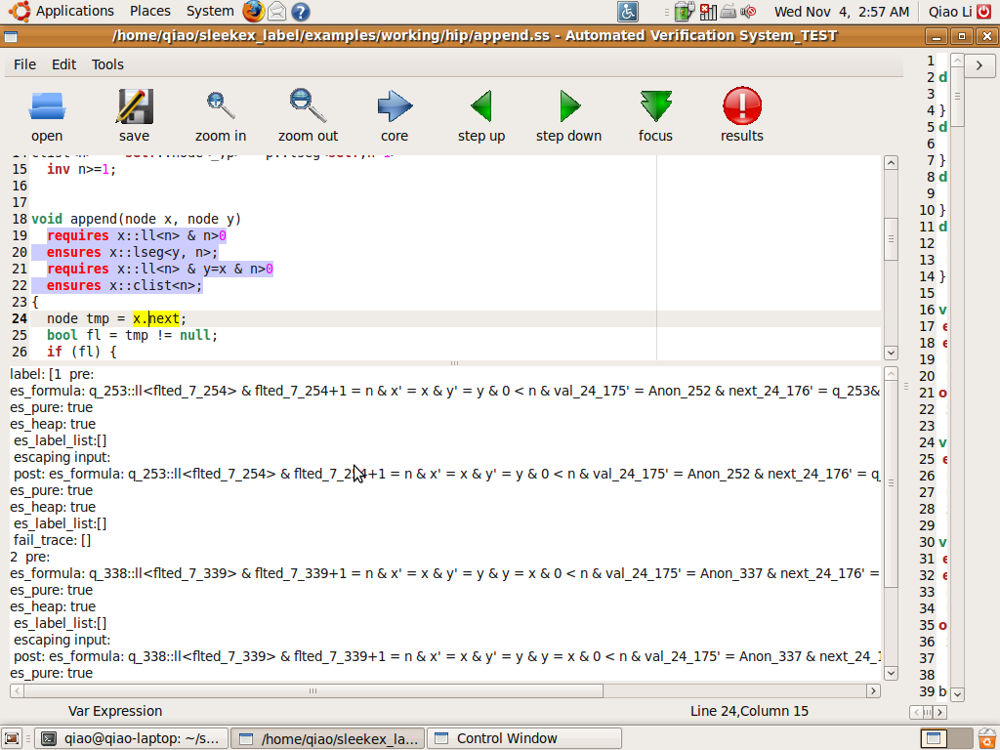 Applications Places System Wed Nov 4, 2:57 AM Qiao Li
/home/qiao/sleekex_label/examples/working/hip/append.ss - Automated Verification System_TEST
File Edit Tools
open save zoom in zoom out core step up step down focus results
15 inv n>=1;
16
17
18 void append(node x, node y)
19 requires x::ll<n> & n>0
20 ensures x::lseg<y, n>;
21 requires x::ll<n> & y=x & n>0
22 ensures x::clist<n>;
23 {
24 node tmp = x.next;
25 bool fl = tmp != null;
26 if (fl) {
label: [1 pre:
es_formula: q_253::ll<flted_7_254> & flted_7_254+1 = n & x' = x & y' = y & 0 < n & val_24_175' = Anon_252 & next_24_176' = q_253&
es_pure: true
es_heap: true
es_label_list:[]
escaping input:
post: es_formula: q_253::ll<flted_7_254> & flted_7_254+1 = n & x' = x & y' = y & 0 < n & val_24_175' = Anon_252 & next_24_176' = q_
es_pure: true
es_heap: true
es_label_list:[]
fail_trace: []
2 pre:
es_formula: q_338::ll<flted_7_339> & flted_7_339+1 = n & x' = x & y' = y & y = x & 0 < n & val_24_175' = Anon_337 & next_24_176' =
es_pure: true
es_heap: true
es_label_list:[]
escaping input:
post: es_formula: q_338::ll<flted_7_339> & flted_7_339+1 = n & x' = x & y' = y & y = x & 0 < n & val_24_175' = Anon_337 & next_24_1
es_pure: true
Var Expression Line 24,Column 15
1
2 d
3
4 }
5 d
6
7 }
8 d
9
10 }
11 d
12
13
14 }
15
16 v
17 e
18 e
19
20
21 o
22
23
24 v
25 e
26
27
28
29
30 v
31 e
32 e
33
34
35 o
36
37
38
39 b
qiao@qiao-laptop: ~/s... /home/qiao/sleekex_la... Control Window